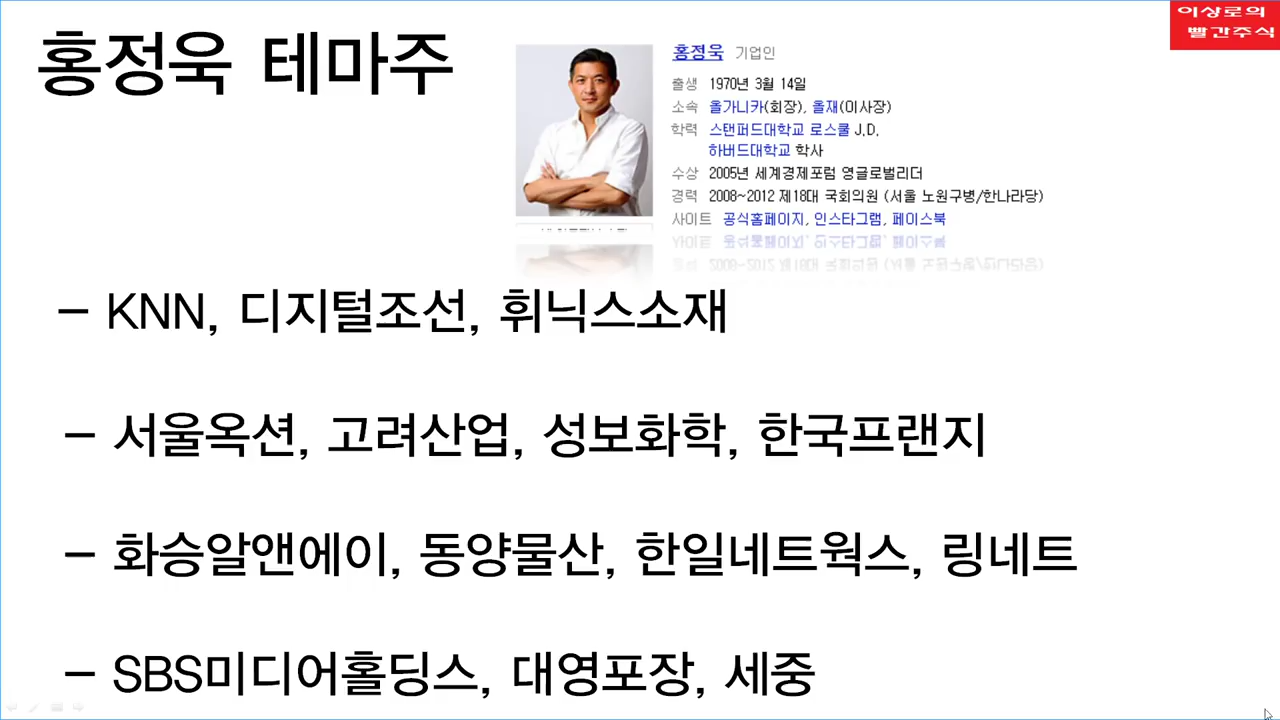 이상로의
빨간주식
홍정욱 테마주
홍정욱 기업인
출생 1970년 3월 14일
소속 올가니카(회장), 올재(이사장)
학력 스탠퍼드대학교 로스쿨 J.D.
하버드대학교 학사
수상 2005년 세계경제포럼 영글로벌리더
경력 2008~2012 제18대 국회의원 (서울 노원구병/한나라당)
사이트 공식홈페이지, 인스타그램, 페이스북
- KNN, 디지털조선, 휘닉스소재
- 서울옥션, 고려산업, 성보화학, 한국프랜지
- 화승알앤에이, 동양물산, 한일네트웍스, 링네트
- SBS미디어홀딩스, 대영포장, 세중